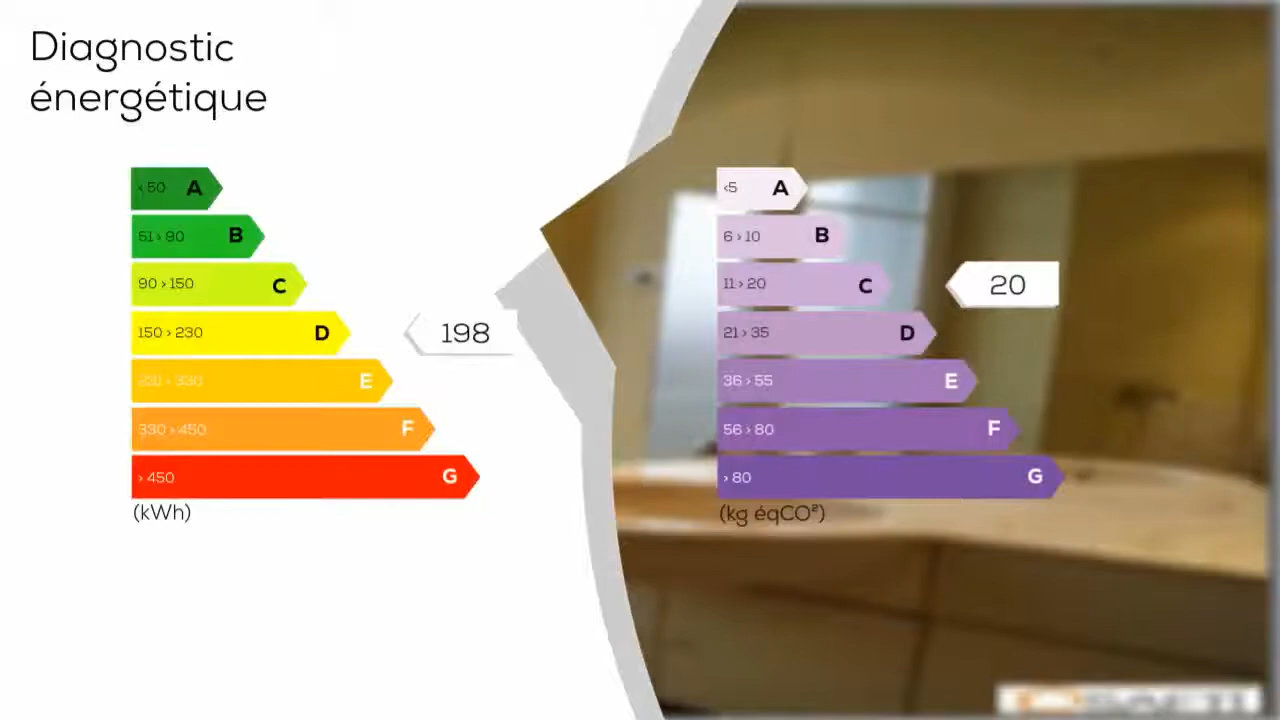 Diagnostic
énergétique
< 50 A
51 > 90 B
90 > 150 C
150 > 230 D
198
E
330 > 450 F
> 450 G
(kWh)
<5 A
6 > 10 B
11 > 20 C
20
21 > 35 D
36 > 55 E
56 > 80 F
> 80 G
(kg éqCO²)